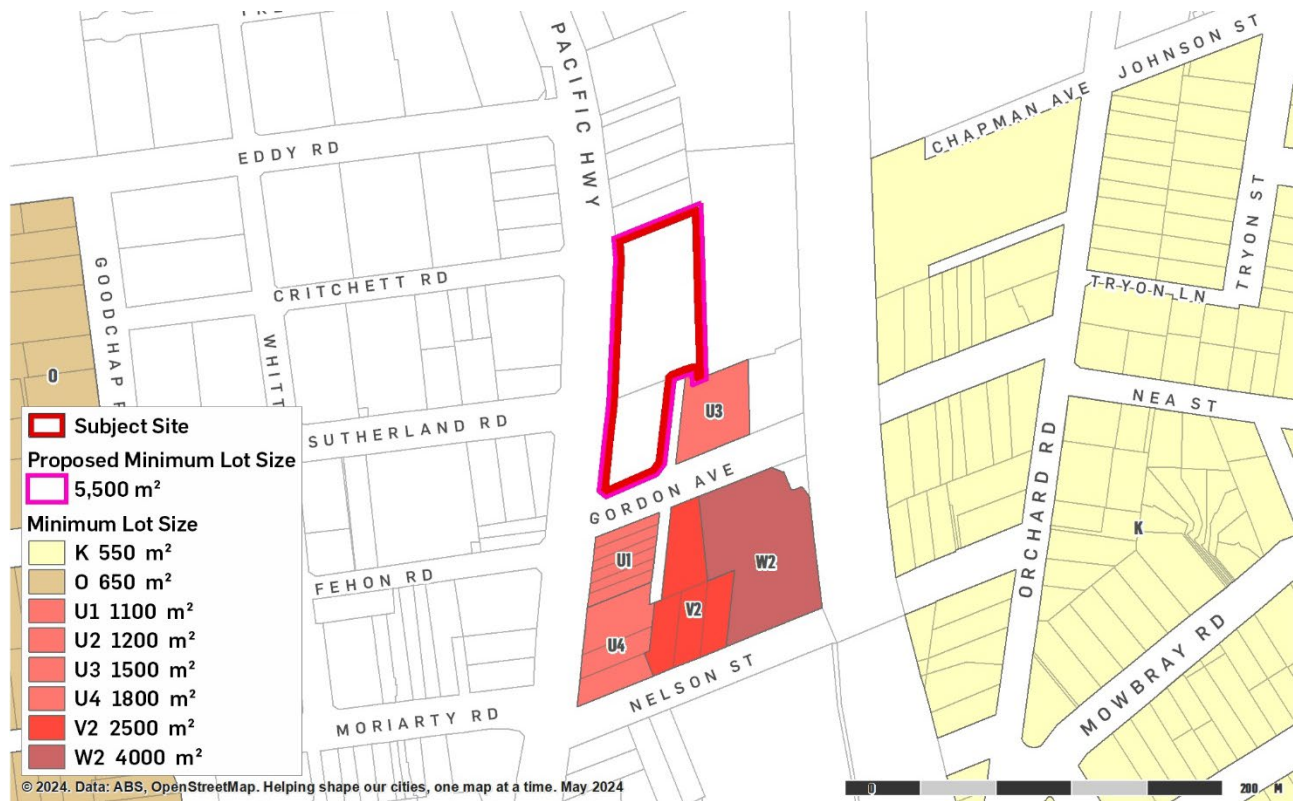 PACIFIC HWY
JOHNSON ST
CHAPMAN AVE
EDDY RD
TRYON ST
GOODCHAP
CRITCHETT RD
TRYON LN
WHITT
O
NEA ST
U3
SUTHERLAND RD
ORCHARD RD
GORDON AVE
K
U1
W2
FEHON RD
V2
U4
MOWBRAY RD
NELSON ST
MORIARTY RD
Subject Site
Proposed Minimum Lot Size
5,500 m²
Minimum Lot Size
K 550 m²
O 650 m²
U1 1100 m²
U2 1200 m²
U3 1500 m²
U4 1800 m²
V2 2500 m²
W2 4000 m²
© 2024. Data: ABS, OpenStreetMap. Helping shape our cities, one map at a time. May 2024
0 200 M